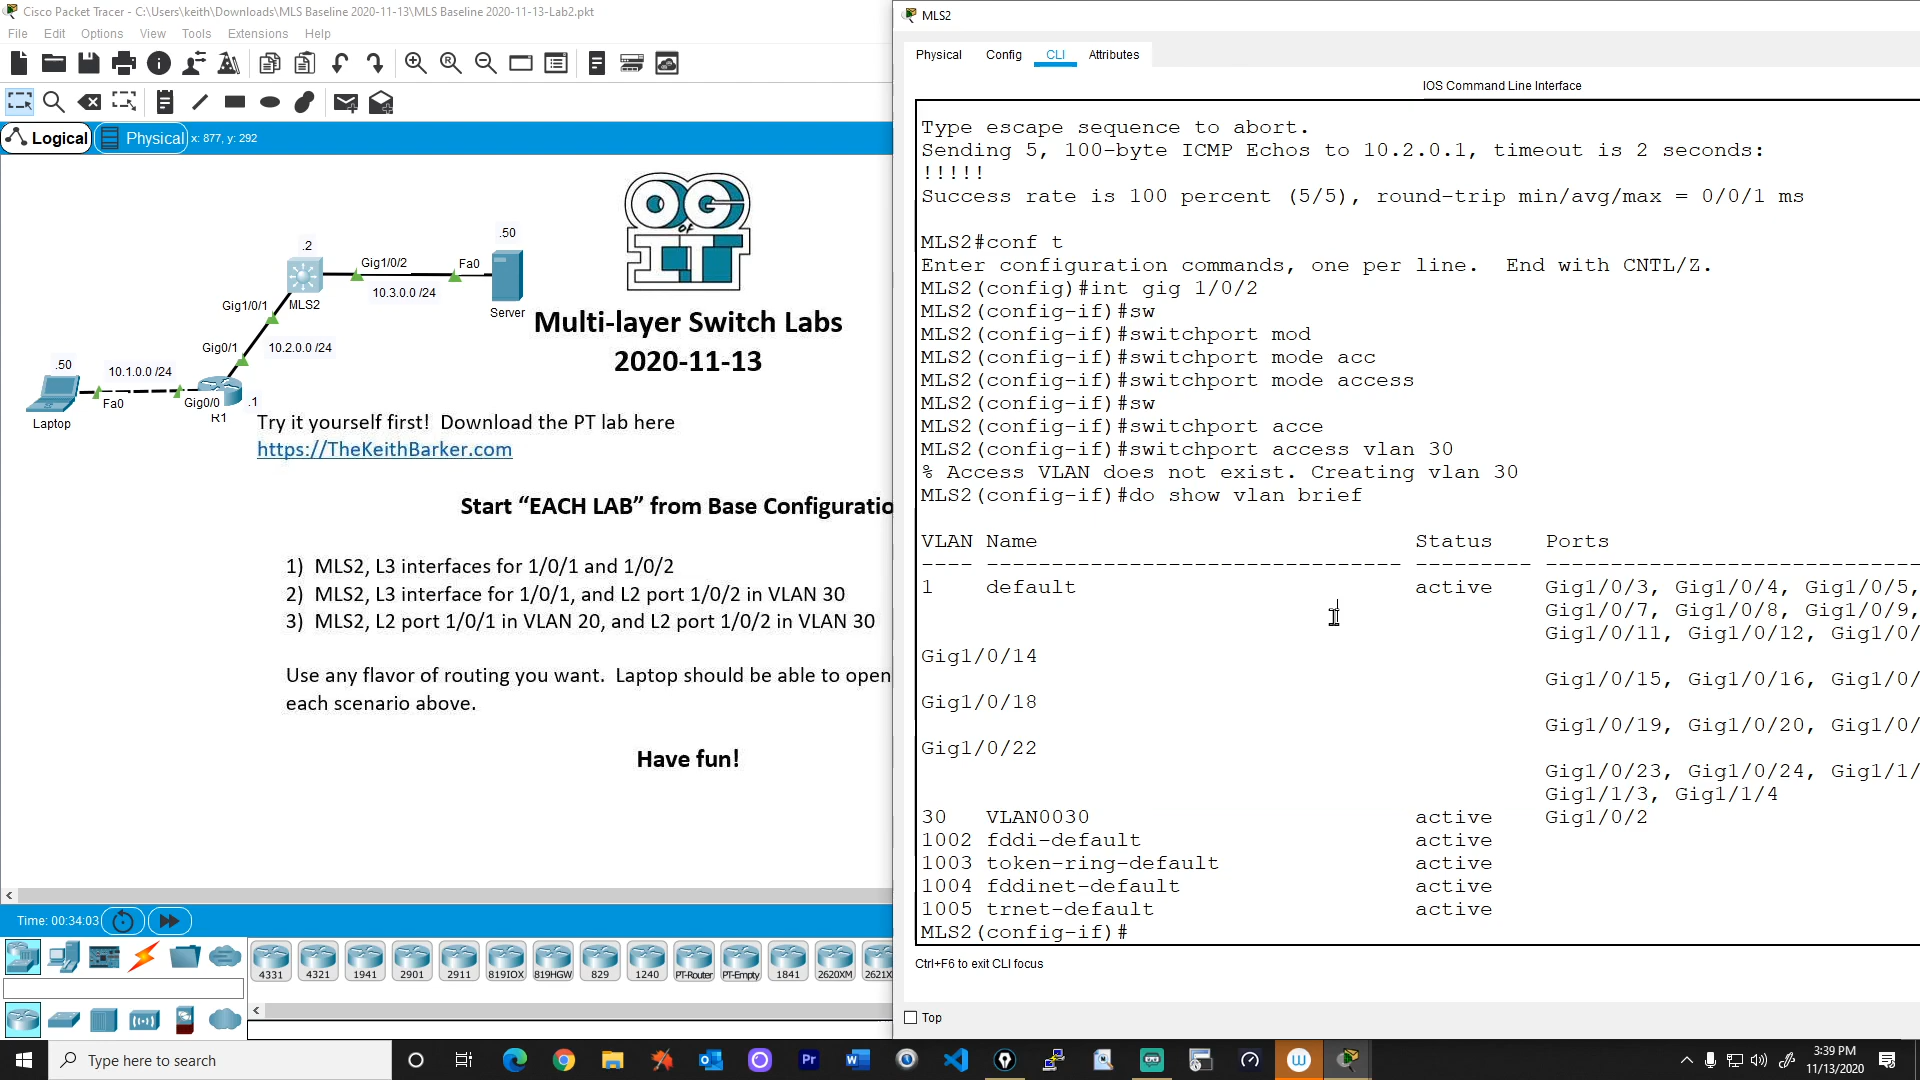 Cisco Packet Tracer - C:\Users\keith\Downloads\MLS Baseline 2020-11-13\MLS Baseline 2020-11-13-Lab2.pkt
File Edit Options View Tools Extensions Help
Logical Physical x: 877, y: 292
OG OF IT
.2
.50
Gig1/0/2 Fa0
10.3.0.0 /24
Gig1/0/1 MLS2
Server
Gig0/1 10.2.0.0 /24
.50
10.1.0.0 /24
Fa0 Gig0/0 .1
Laptop R1
Multi-layer Switch Labs
2020-11-13
Try it yourself first! Download the PT lab here
https://TheKeithBarker.com
Start “EACH LAB” from Base Configuratio
1) MLS2, L3 interfaces for 1/0/1 and 1/0/2
2) MLS2, L3 interface for 1/0/1, and L2 port 1/0/2 in VLAN 30
3) MLS2, L2 port 1/0/1 in VLAN 20, and L2 port 1/0/2 in VLAN 30
Use any flavor of routing you want. Laptop should be able to open
each scenario above.
Have fun!
Time: 00:34:03
4331 4321 1941 2901 2911 819IOX 819HGW 829 1240 PT-Router PT-Empty 1841 2620XM 2621X
MLS2
Physical Config CLI Attributes
IOS Command Line Interface
Type escape sequence to abort.
Sending 5, 100-byte ICMP Echos to 10.2.0.1, timeout is 2 seconds:
!!!!!
Success rate is 100 percent (5/5), round-trip min/avg/max = 0/0/1 ms
MLS2#conf t
Enter configuration commands, one per line. End with CNTL/Z.
MLS2(config)#int gig 1/0/2
MLS2(config-if)#sw
MLS2(config-if)#switchport mod
MLS2(config-if)#switchport mode acc
MLS2(config-if)#switchport mode access
MLS2(config-if)#sw
MLS2(config-if)#switchport acce
MLS2(config-if)#switchport access vlan 30
% Access VLAN does not exist. Creating vlan 30
MLS2(config-if)#do show vlan brief
VLAN Name Status Ports
---- -------------------------------- --------- -----------------------------
1 default active Gig1/0/3, Gig1/0/4, Gig1/0/5,
Gig1/0/7, Gig1/0/8, Gig1/0/9,
Gig1/0/11, Gig1/0/12, Gig1/0/
Gig1/0/14
Gig1/0/15, Gig1/0/16, Gig1/0/
Gig1/0/18
Gig1/0/19, Gig1/0/20, Gig1/0/
Gig1/0/22
Gig1/0/23, Gig1/0/24, Gig1/1/
Gig1/1/3, Gig1/1/4
30 VLAN0030 active Gig1/0/2
1002 fddi-default active
1003 token-ring-default active
1004 fddinet-default active
1005 trnet-default active
MLS2(config-if)#
Ctrl+F6 to exit CLI focus
Top
Type here to search
Pr
3:39 PM
11/13/2020